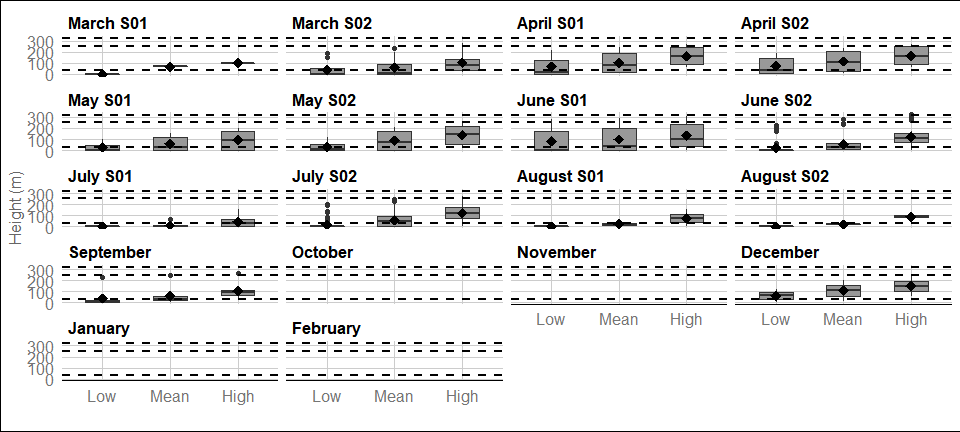 March S01 March S02 April S01 April S02
300
200
100
0
May S01 May S02 June S01 June S02
300
200
100
0
July S01 July S02 August S01 August S02
300
200
100
0
September October November December
300
200
100
0
Low Mean High Low Mean High
January February
300
200
100
0
Low Mean High Low Mean High
Height (m)